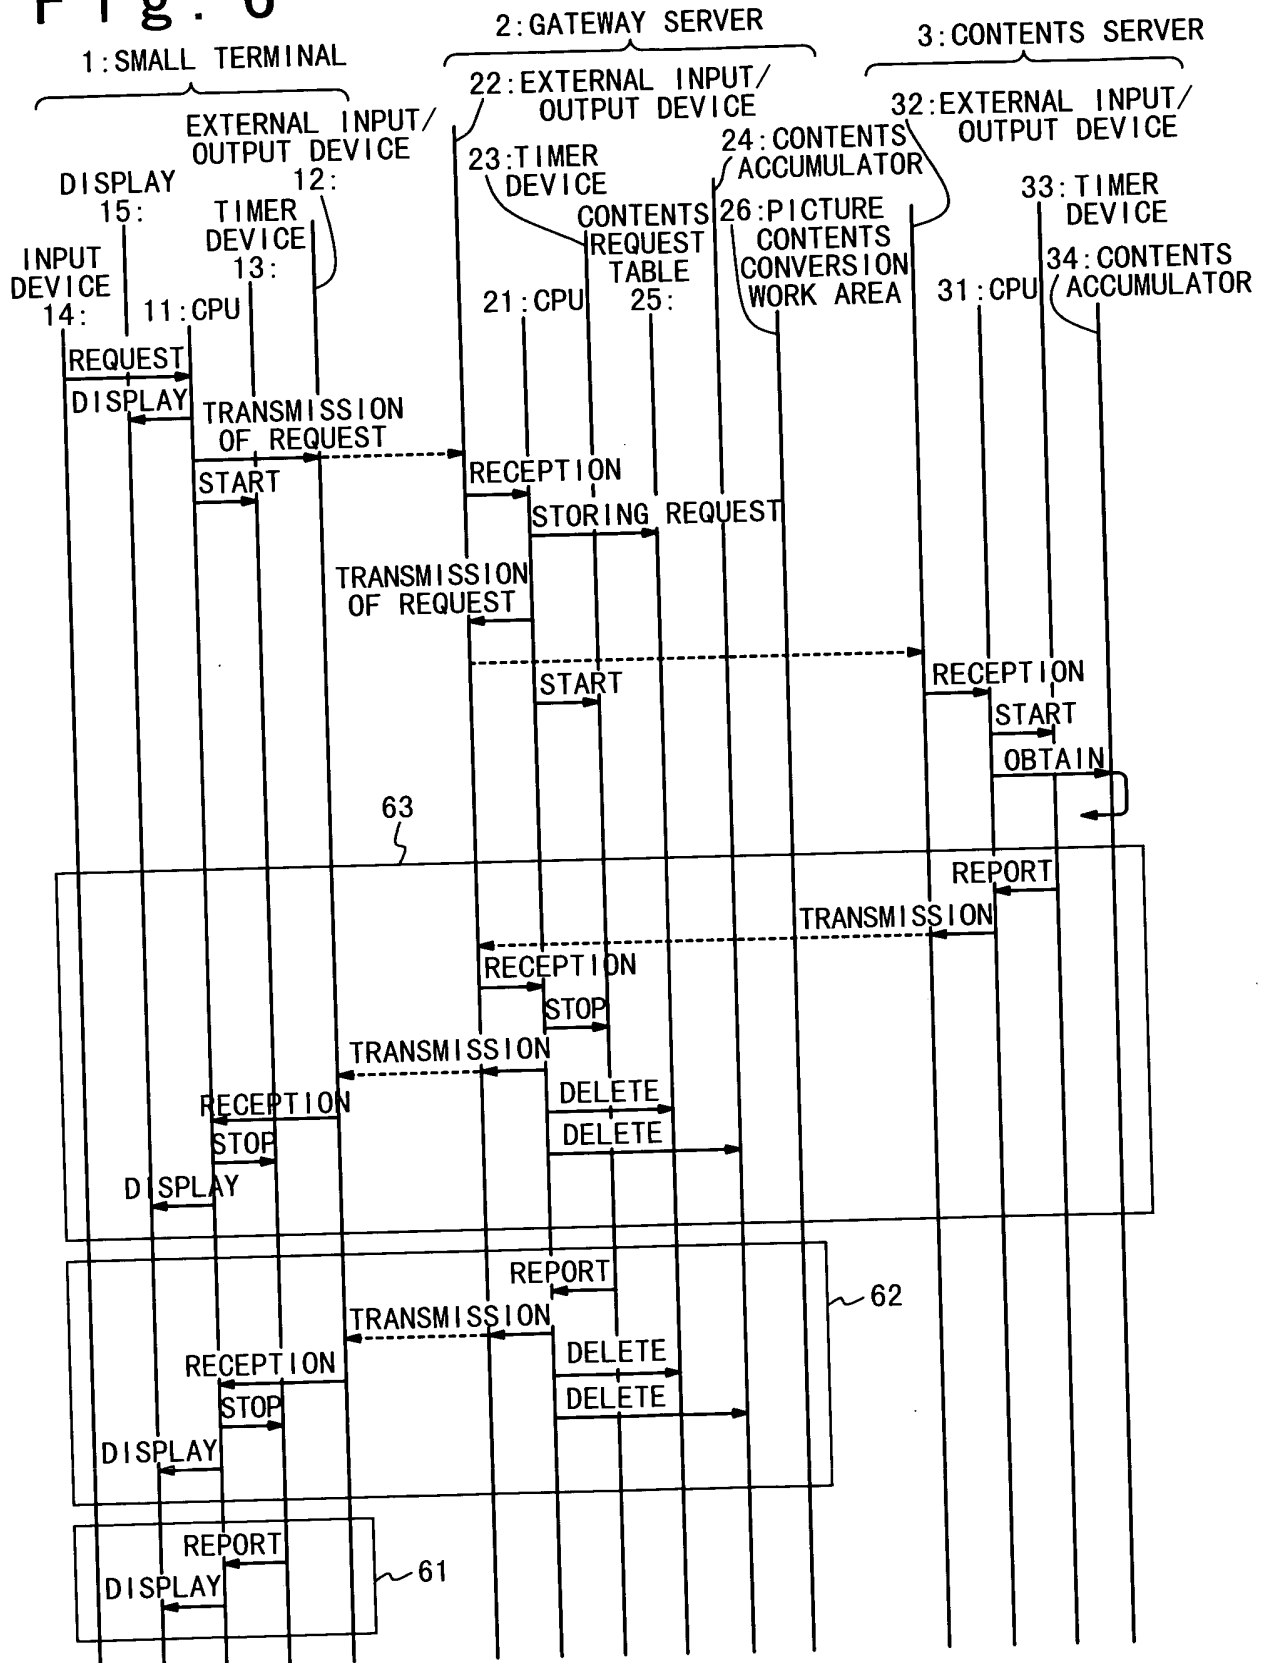 Fig. 6
1:SMALL TERMINAL
2:GATEWAY SERVER
3:CONTENTS SERVER
EXTERNAL INPUT/
OUTPUT DEVICE
12:
22:EXTERNAL INPUT/
OUTPUT DEVICE
32:EXTERNAL INPUT/
OUTPUT DEVICE
DISPLAY
15:
TIMER
DEVICE
13:
23:TIMER
DEVICE
24:CONTENTS
ACCUMULATOR
33:TIMER
DEVICE
INPUT
DEVICE
14:
11:CPU
21:CPU
CONTENTS
REQUEST
TABLE
25:
26:PICTURE
CONTENTS
CONVERSION
WORK AREA
31:CPU
34:CONTENTS
ACCUMULATOR
REQUEST
DISPLAY
TRANSMISSION
OF REQUEST
START
RECEPTION
STORING REQUEST
TRANSMISSION
OF REQUEST
START
RECEPTION
START
OBTAIN
63
REPORT
TRANSMISSION
RECEPTION
STOP
TRANSMISSION
DELETE
RECEPTION
DELETE
STOP
DISPLAY
REPORT
62
TRANSMISSION
DELETE
RECEPTION
DELETE
STOP
DISPLAY
REPORT
61
DISPLAY